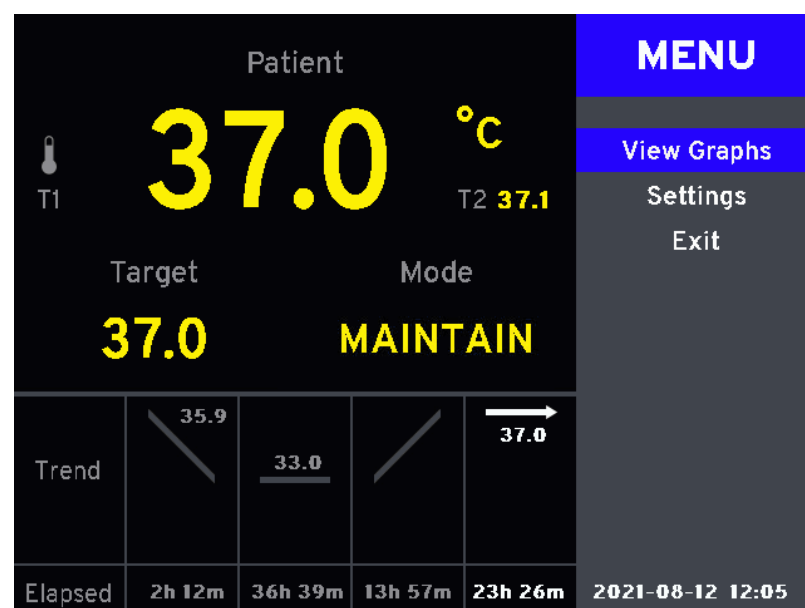 Patient
37.0 °C
T1
T2 37.1
Target
Mode
37.0
MAINTAIN
Trend
35.9
33.0
37.0
Elapsed
2h 12m
36h 39m
13h 57m
23h 26m
MENU
View Graphs
Settings
Exit
2021-08-12 12:05